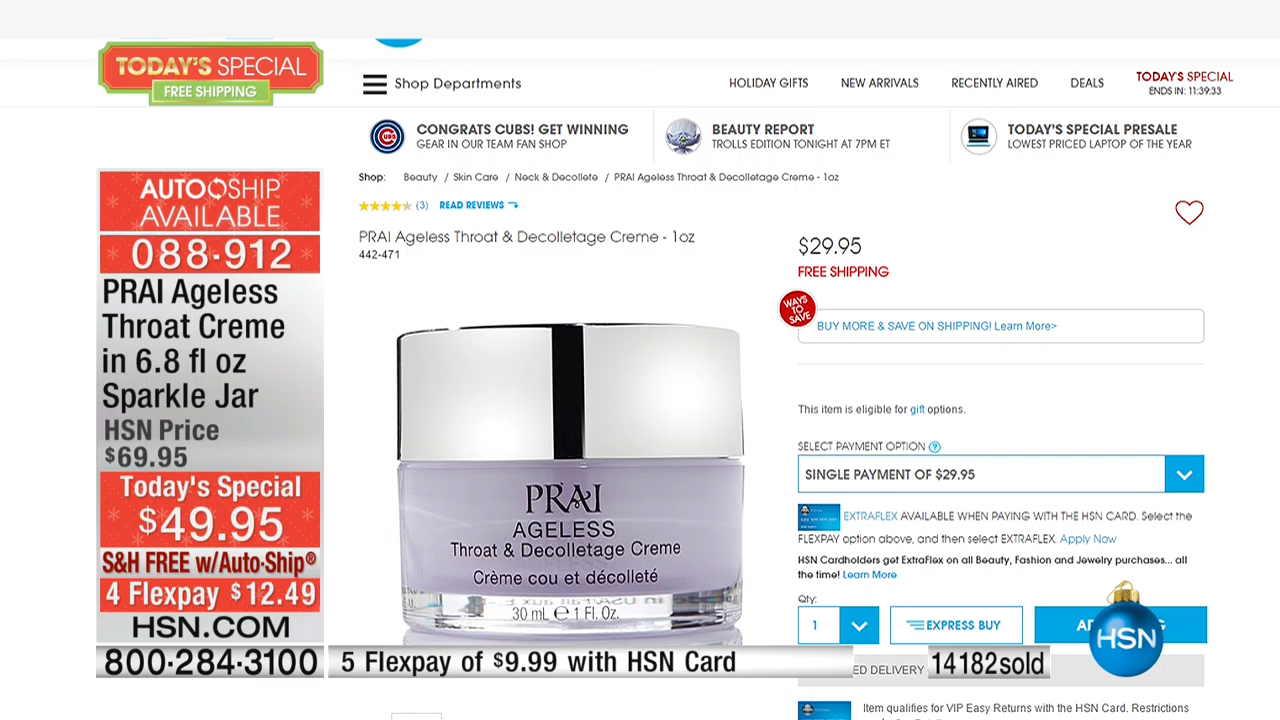 TODAY'S SPECIAL
FREE SHIPPING
Shop Departments
HOLIDAY GIFTS
NEW ARRIVALS
RECENTLY AIRED
DEALS
TODAY'S SPECIAL
ENDS IN: 11:39:33
CUBS
CONGRATS CUBS! GET WINNING
GEAR IN OUR TEAM FAN SHOP
BEAUTY REPORT
TROLLS EDITION TONIGHT AT 7PM ET
TODAY'S SPECIAL PRESALE
LOWEST PRICED LAPTOP OF THE YEAR
Shop: Beauty / Skin Care / Neck & Decollete / PRAI Ageless Throat & Decolletage Creme - 1oz
(3) READ REVIEWS
PRAI Ageless Throat & Decolletage Creme - 1oz
442-471
AUTO SHIP
AVAILABLE
088-912
PRAI Ageless
Throat Creme
in 6.8 fl oz
Sparkle Jar
HSN Price
$69.95
Today's Special
$49.95
S&H FREE w/Auto-Ship®
4 Flexpay $12.49
HSN.COM
800·284·3100
PRAI
AGELESS
Throat & Decolletage Creme
Crème cou et décolleté
30 mL e 1 Fl. Oz.
$29.95
FREE SHIPPING
WAYS
TO
SAVE
BUY MORE & SAVE ON SHIPPING! Learn More>
This item is eligible for gift options.
SELECT PAYMENT OPTION ?
SINGLE PAYMENT OF $29.95
EXTRAFLEX AVAILABLE WHEN PAYING WITH THE HSN CARD. Select the
FLEXPAY option above, and then select EXTRAFLEX. Apply Now
HSN Cardholders get ExtraFlex on all Beauty, Fashion and Jewelry purchases... all
the time! Learn More
Qty:
1
EXPRESS BUY
HSN
5 Flexpay of $9.99 with HSN Card
ED DELIVERY
14182sold
Item qualifies for VIP Easy Returns with the HSN Card. Restrictions